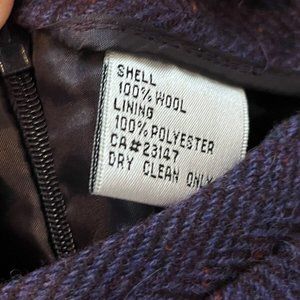 SHELL
100% WOOL
LINING
100% POLYESTER
CA#23147
DRY CLEAN ONLY